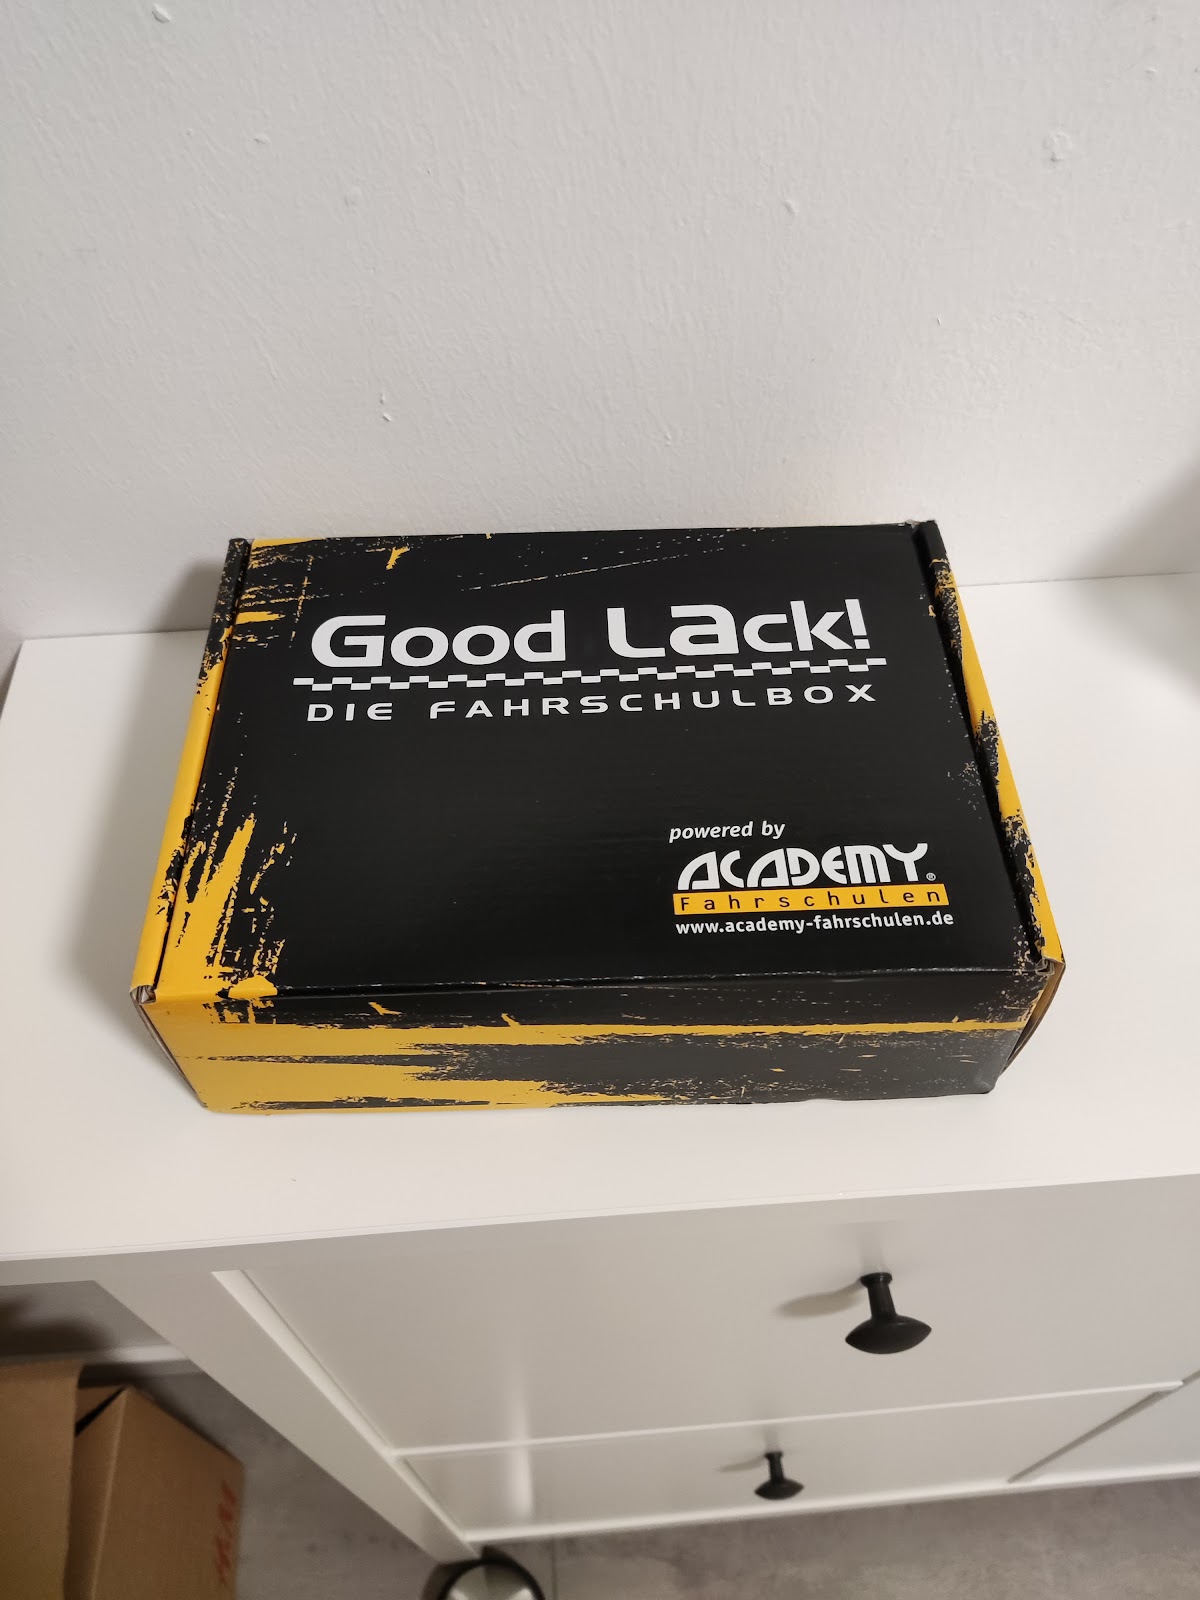 Good Lack!
DIE FAHRSCHULBOX
powered by
ACADEMY®
Fahrschulen
www.academy-fahrschulen.de